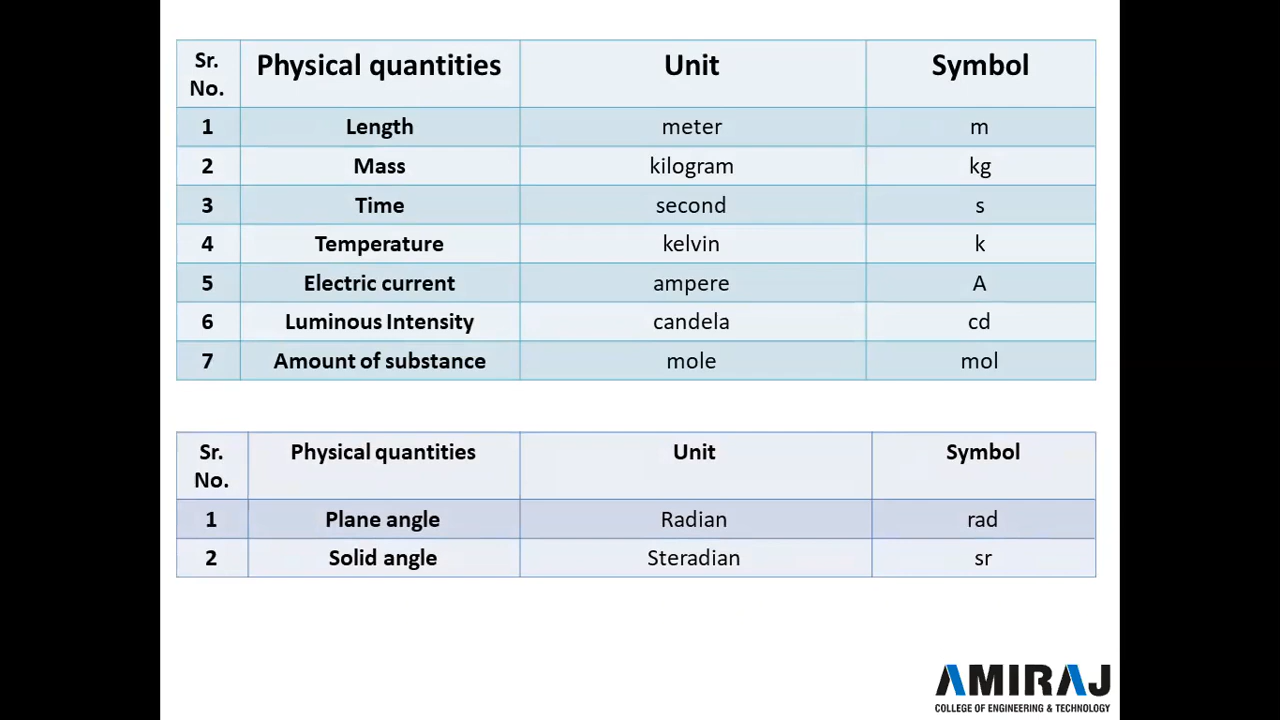 Sr. No. Physical quantities Unit Symbol
1 Length meter m
2 Mass kilogram kg
3 Time second s
4 Temperature kelvin k
5 Electric current ampere A
6 Luminous Intensity candela cd
7 Amount of substance mole mol
Sr. No. Physical quantities Unit Symbol
1 Plane angle Radian rad
2 Solid angle Steradian sr
AMIRAJ
COLLEGE OF ENGINEERING & TECHNOLOGY